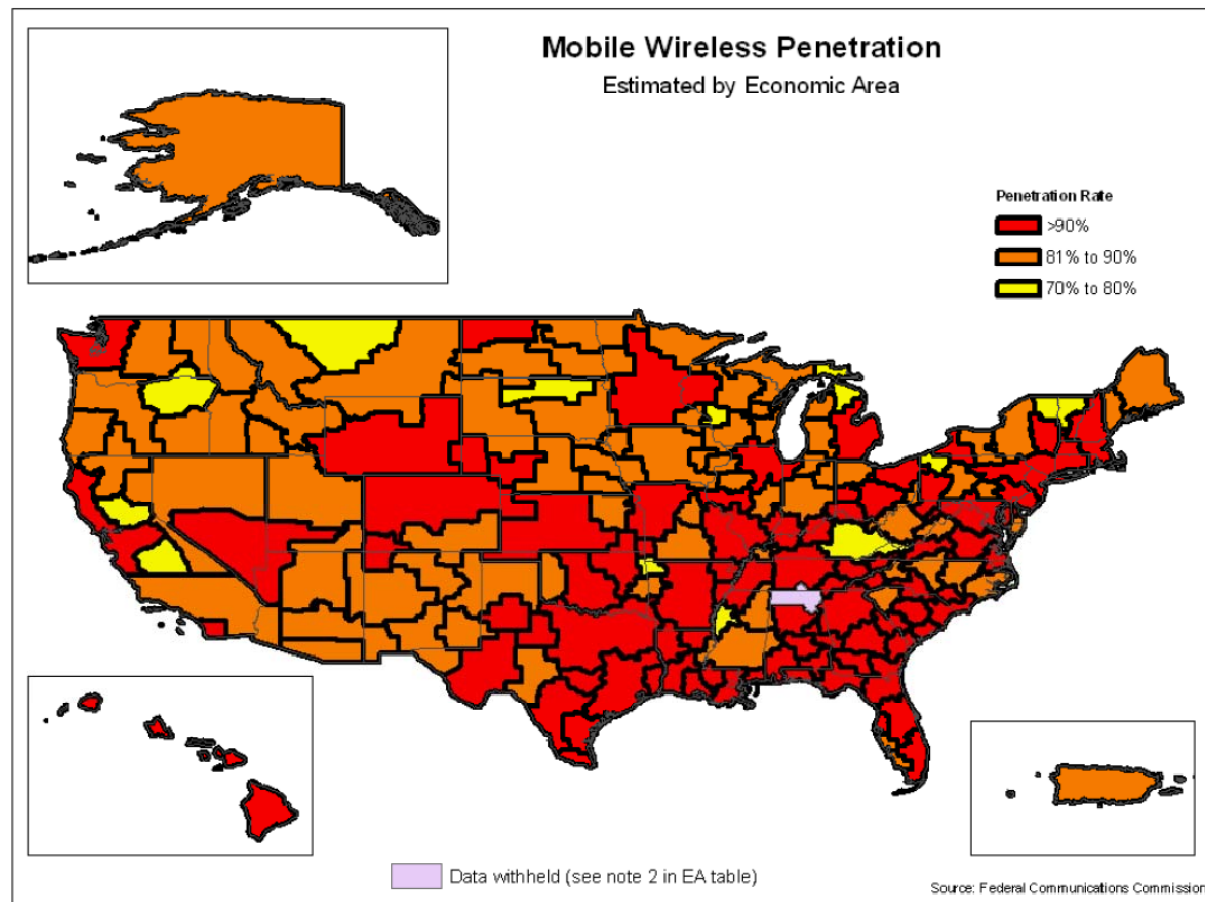 Mobile Wireless Penetration
Estimated by Economic Area
Penetration Rate
>90%
81% to 90%
70% to 80%
Data withheld (see note 2 in EA table)
Source: Federal Communications Commission